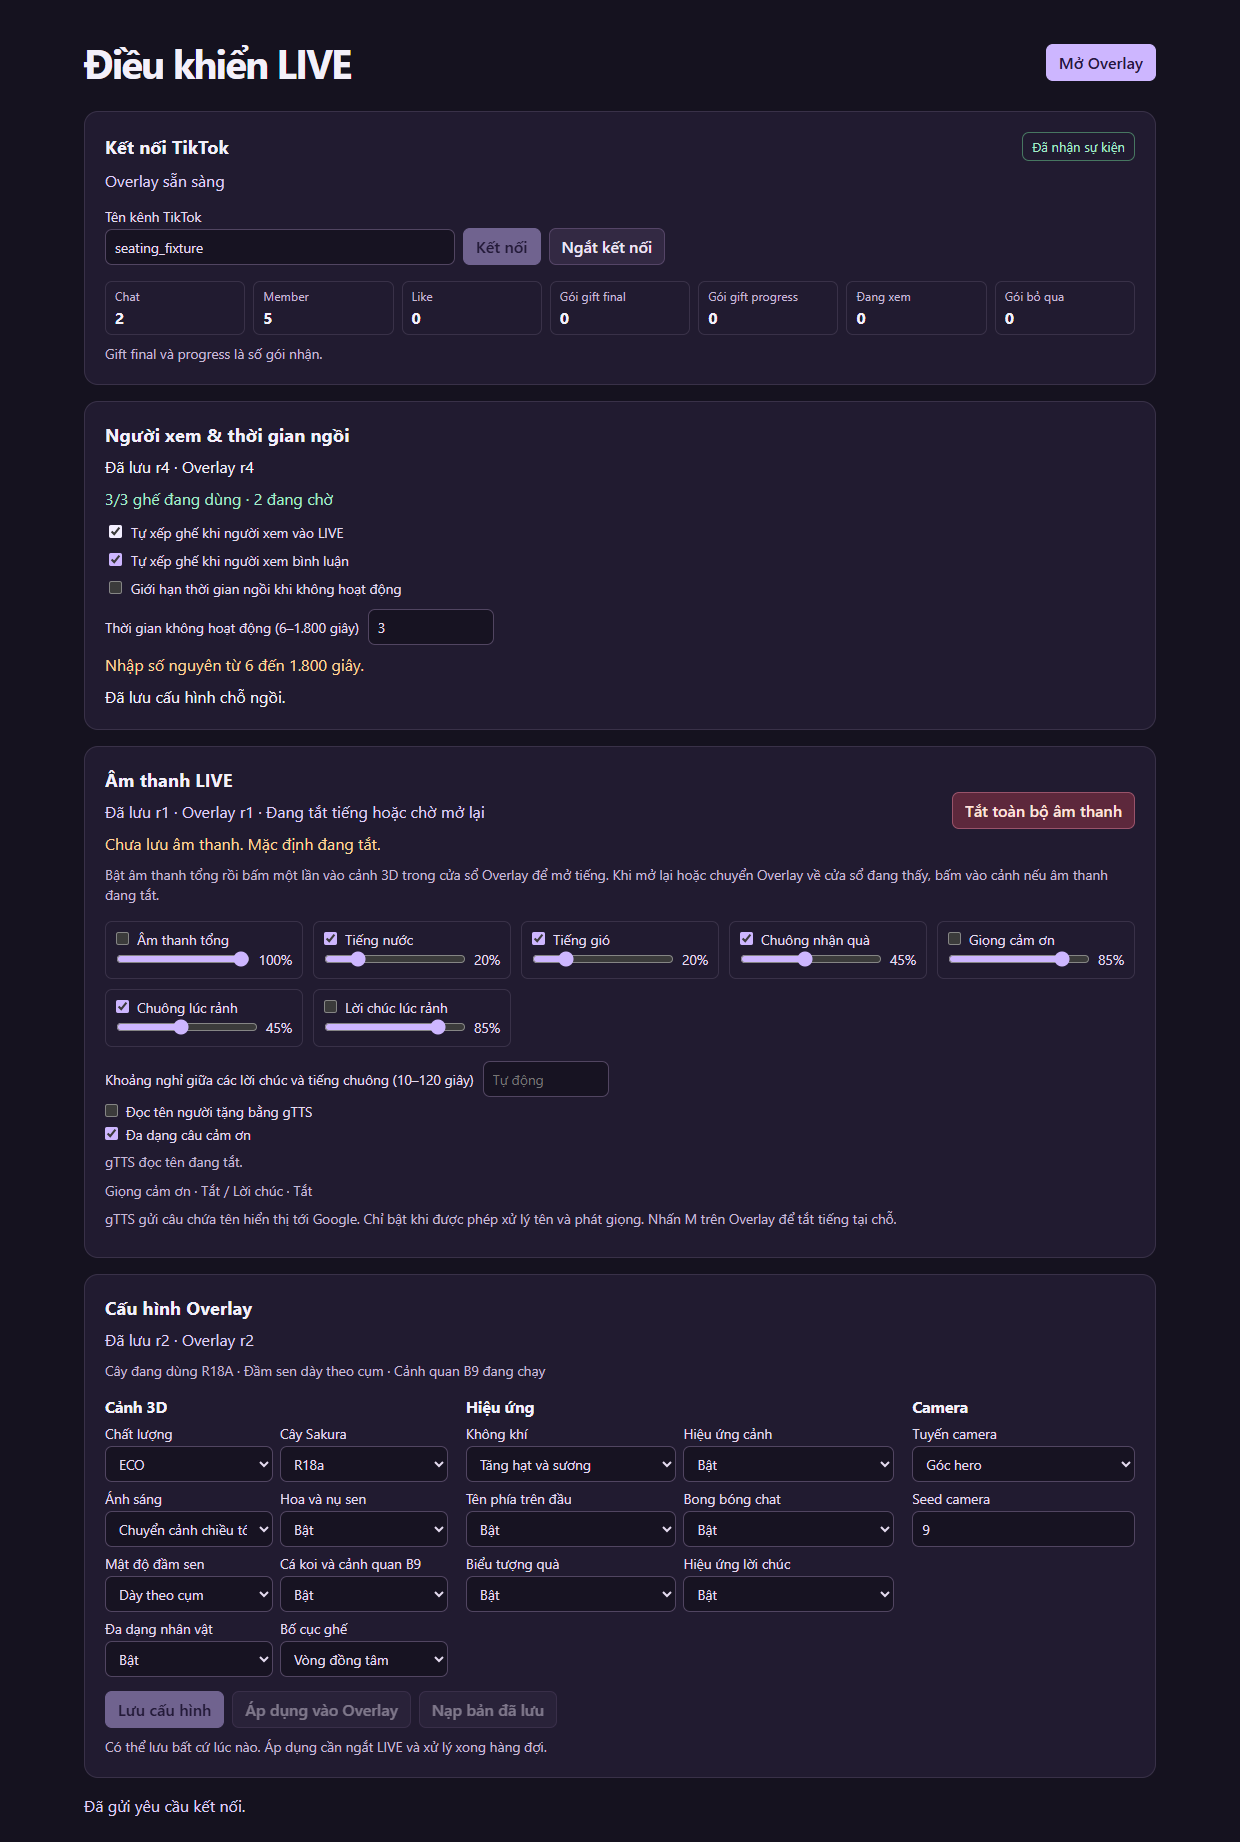 Điều khiển LIVE
Mở Overlay
Kết nối TikTok
Đã nhận sự kiện
Overlay sẵn sàng
Tên kênh TikTok
seating_fixture
Kết nối
Ngắt kết nối
Chat
2
Member
5
Like
0
Gói gift final
0
Gói gift progress
0
Đang xem
0
Gói bỏ qua
0
Gift final và progress là số gói nhận.
Người xem & thời gian ngồi
Đã lưu r4 · Overlay r4
3/3 ghế đang dùng · 2 đang chờ
Tự xếp ghế khi người xem vào LIVE
Tự xếp ghế khi người xem bình luận
Giới hạn thời gian ngồi khi không hoạt động
Thời gian không hoạt động (6–1.800 giây)
3
Nhập số nguyên từ 6 đến 1.800 giây.
Đã lưu cấu hình chỗ ngồi.
Âm thanh LIVE
Đã lưu r1 · Overlay r1 · Đang tắt tiếng hoặc chờ mở lại
Tắt toàn bộ âm thanh
Chưa lưu âm thanh. Mặc định đang tắt.
Bật âm thanh tổng rồi bấm một lần vào cảnh 3D trong cửa sổ Overlay để mở tiếng. Khi mở lại hoặc chuyển Overlay về cửa sổ đang thấy, bấm vào cảnh nếu âm thanh
đang tắt.
Âm thanh tổng
100%
Tiếng nước
20%
Tiếng gió
20%
Chuông nhận quà
45%
Giọng cảm ơn
85%
Chuông lúc rảnh
45%
Lời chúc lúc rảnh
85%
Khoảng nghỉ giữa các lời chúc và tiếng chuông (10–120 giây)
Tự động
Đọc tên người tặng bằng gTTS
Đa dạng câu cảm ơn
gTTS đọc tên đang tắt.
Giọng cảm ơn · Tắt / Lời chúc · Tắt
gTTS gửi câu chứa tên hiển thị tới Google. Chỉ bật khi được phép xử lý tên và phát giọng. Nhấn M trên Overlay để tắt tiếng tại chỗ.
Cấu hình Overlay
Đã lưu r2 · Overlay r2
Cây đang dùng R18A · Đầm sen dày theo cụm · Cảnh quan B9 đang chạy
Cảnh 3D
Hiệu ứng
Camera
Chất lượng
Cây Sakura
Không khí
Hiệu ứng cảnh
Tuyến camera
ECO
R18a
Tăng hạt và sương
Bật
Góc hero
Ánh sáng
Hoa và nụ sen
Tên phía trên đầu
Bong bóng chat
Seed camera
Chuyển cảnh chiều tố
Bật
Bật
Bật
9
Mật độ đầm sen
Cá koi và cảnh quan B9
Biểu tượng quà
Hiệu ứng lời chúc
Dày theo cụm
Bật
Bật
Bật
Đa dạng nhân vật
Bố cục ghế
Bật
Vòng đồng tâm
Lưu cấu hình
Áp dụng vào Overlay
Nạp bản đã lưu
Có thể lưu bất cứ lúc nào. Áp dụng cần ngắt LIVE và xử lý xong hàng đợi.
Đã gửi yêu cầu kết nối.